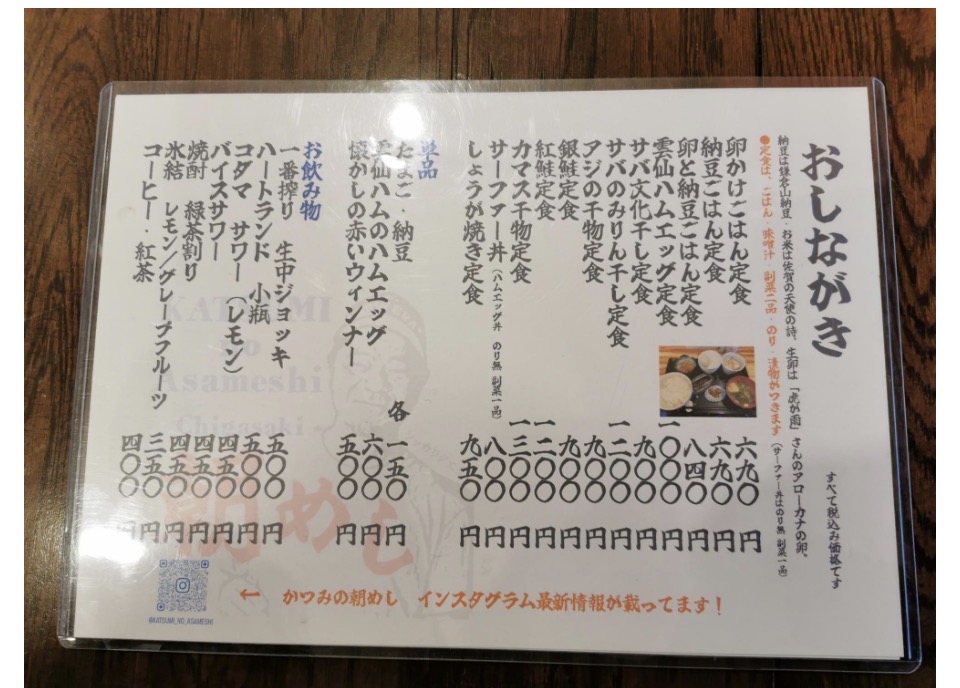 おしながき
すべて税込み価格です
納豆は鎌倉山納豆・お米は佐賀の天使の詩、生卵は「虎が雨」さんのアローカナの卵。
●定食は、ごはん・味噌汁・副菜二品・のり・漬物がつきます（サーファー丼はのり無 副菜一品）
卵かけごはん定食 六九〇円
納豆ごはん定食 六九〇円
卵と納豆ごはん定食 八四〇円
雲仙ハムエッグ定食 一〇〇〇円
サバ文化干し定食 九〇〇円
サバのみりん干し定食 一二〇〇円
アジの干物定食 九〇〇円
銀鮭定食 九〇〇円
紅鮭定食 一二〇〇円
カマス干物定食 一三〇〇円
サーファー丼（ハムエッグ丼 のり無 副菜一品） 八〇〇円
しょうが焼き定食 九五〇円
単品
たまご・納豆 各 一五〇円
雲仙ハムのハムエッグ 六〇〇円
懐かしの赤いウィンナー 五〇〇円
お飲み物
一番搾り 生中ジョッキ 五〇〇円
ハートランド 小瓶 五〇〇円
コダマ サワー（レモン） 四五〇円
バイスサワー 四五〇円
焼酎 緑茶割り 四五〇円
氷結 レモン／グレープフルーツ 三五〇円
コーヒー・紅茶 四〇〇円
KATSUMI
no
Asameshi
Chigasaki
朝めし
← かつみの朝めし インスタグラム最新情報が載ってます！
@KATSUMI_NO_ASAMESHI